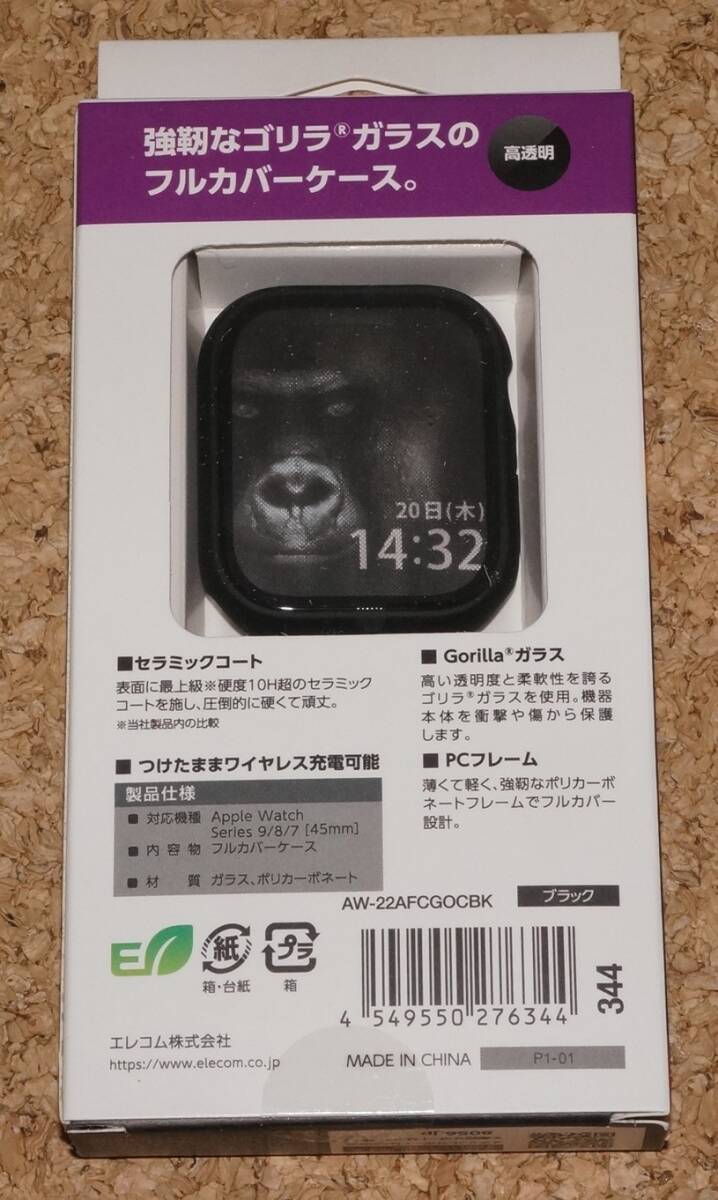 強靭なゴリラ®ガラスの
フルカバーケース。
高透明
20日(木)
14:32
■セラミックコート
表面に最上級※硬度10H超のセラミック
コートを施し、圧倒的に硬くて頑丈。
※当社製品内の比較
■ つけたままワイヤレス充電可能
■ Gorilla®ガラス
高い透明度と柔軟性を誇る
ゴリラ®ガラスを使用。機器
本体を衝撃や傷から保護
します。
■ PCフレーム
薄くて軽く、強靭なポリカーボ
ネートフレームでフルカバー
設計。
製品仕様
■ 対応機種 Apple Watch
Series 9/8/7 [45mm]
■ 内容物 フルカバーケース
■ 材質 ガラス、ポリカーボネート
AW-22AFCGOCBK ブラック
紙
箱・台紙
プラ
箱
4 549550 276344
344
エレコム株式会社
https://www.elecom.co.jp
MADE IN CHINA P1-01